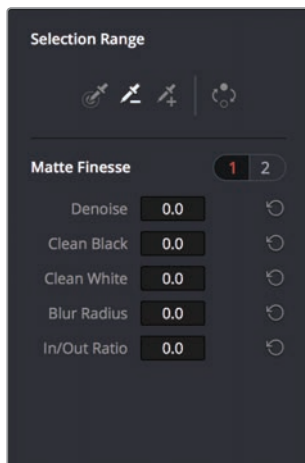 Selection Range
Matte Finesse 1 2
Denoise 0.0
Clean Black 0.0
Clean White 0.0
Blur Radius 0.0
In/Out Ratio 0.0